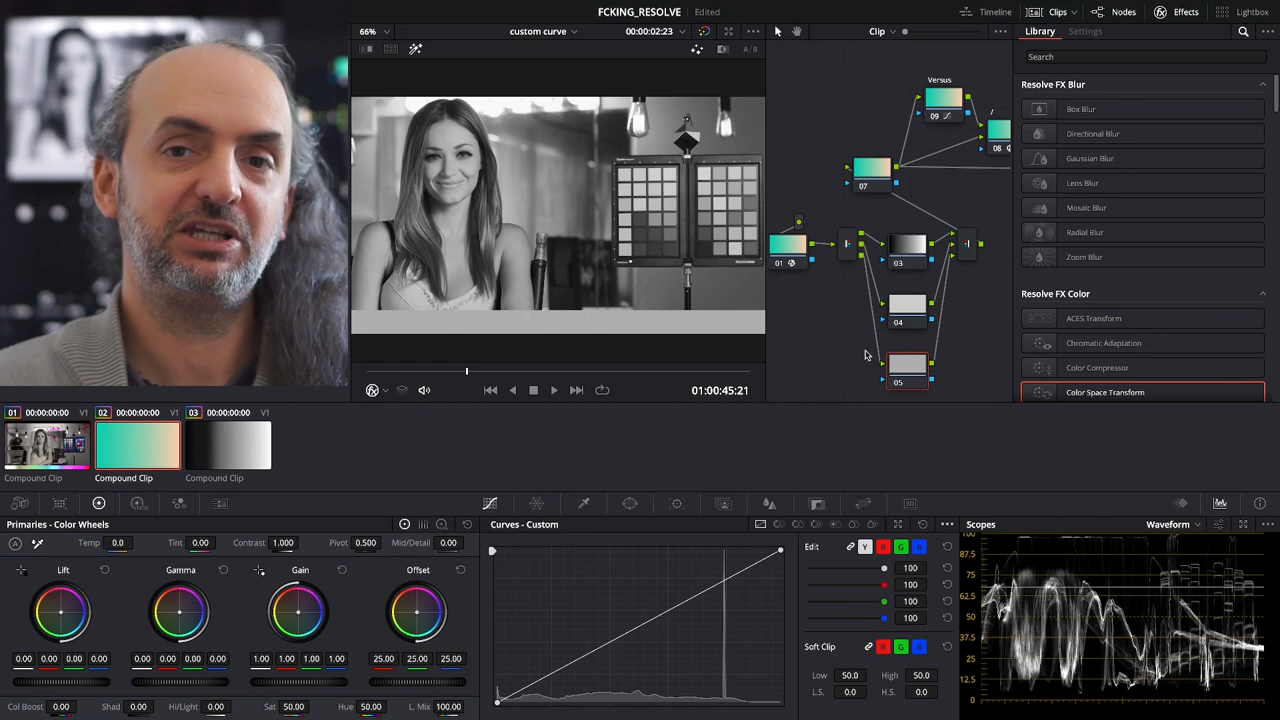 FCKING_RESOLVE Edited
Timeline Clips Nodes Effects Lightbox
66% custom curve 00:00:02:23
Clip
Library Settings
A/B
Search
Versus
09
08
07
01
03
04
05
Resolve FX Blur
Box Blur
Directional Blur
Gaussian Blur
Lens Blur
Mosaic Blur
Radial Blur
Zoom Blur
Resolve FX Color
ACES Transform
Chromatic Adaptation
Color Compressor
Color Space Transform
01:00:45:21
01 00:00:00:00 V1 02 00:00:00:00 V1 03 00:00:00:00 V1
Compound Clip Compound Clip Compound Clip
Primaries - Color Wheels
Temp 0.0 Tint 0.00 Contrast 1.000 Pivot 0.500 Mid/Detail 0.00
Lift Gamma Gain Offset
0.00 0.00 0.00 0.00 0.00 0.00 0.00 0.00 1.00 1.00 1.00 1.00 25.00 25.00 25.00
Col Boost 0.00 Shad 0.00 Hi/Light 0.00 Sat 50.00 Hue 50.00 L. Mix 100.00
Curves - Custom
Edit Y R G B
100
100
100
100
Soft Clip R G B
Low 50.0 High 50.0
L.S. 0.0 H.S. 0.0
Scopes Waveform
100
87.5
75
62.5
50
37.5
25
12.5
0